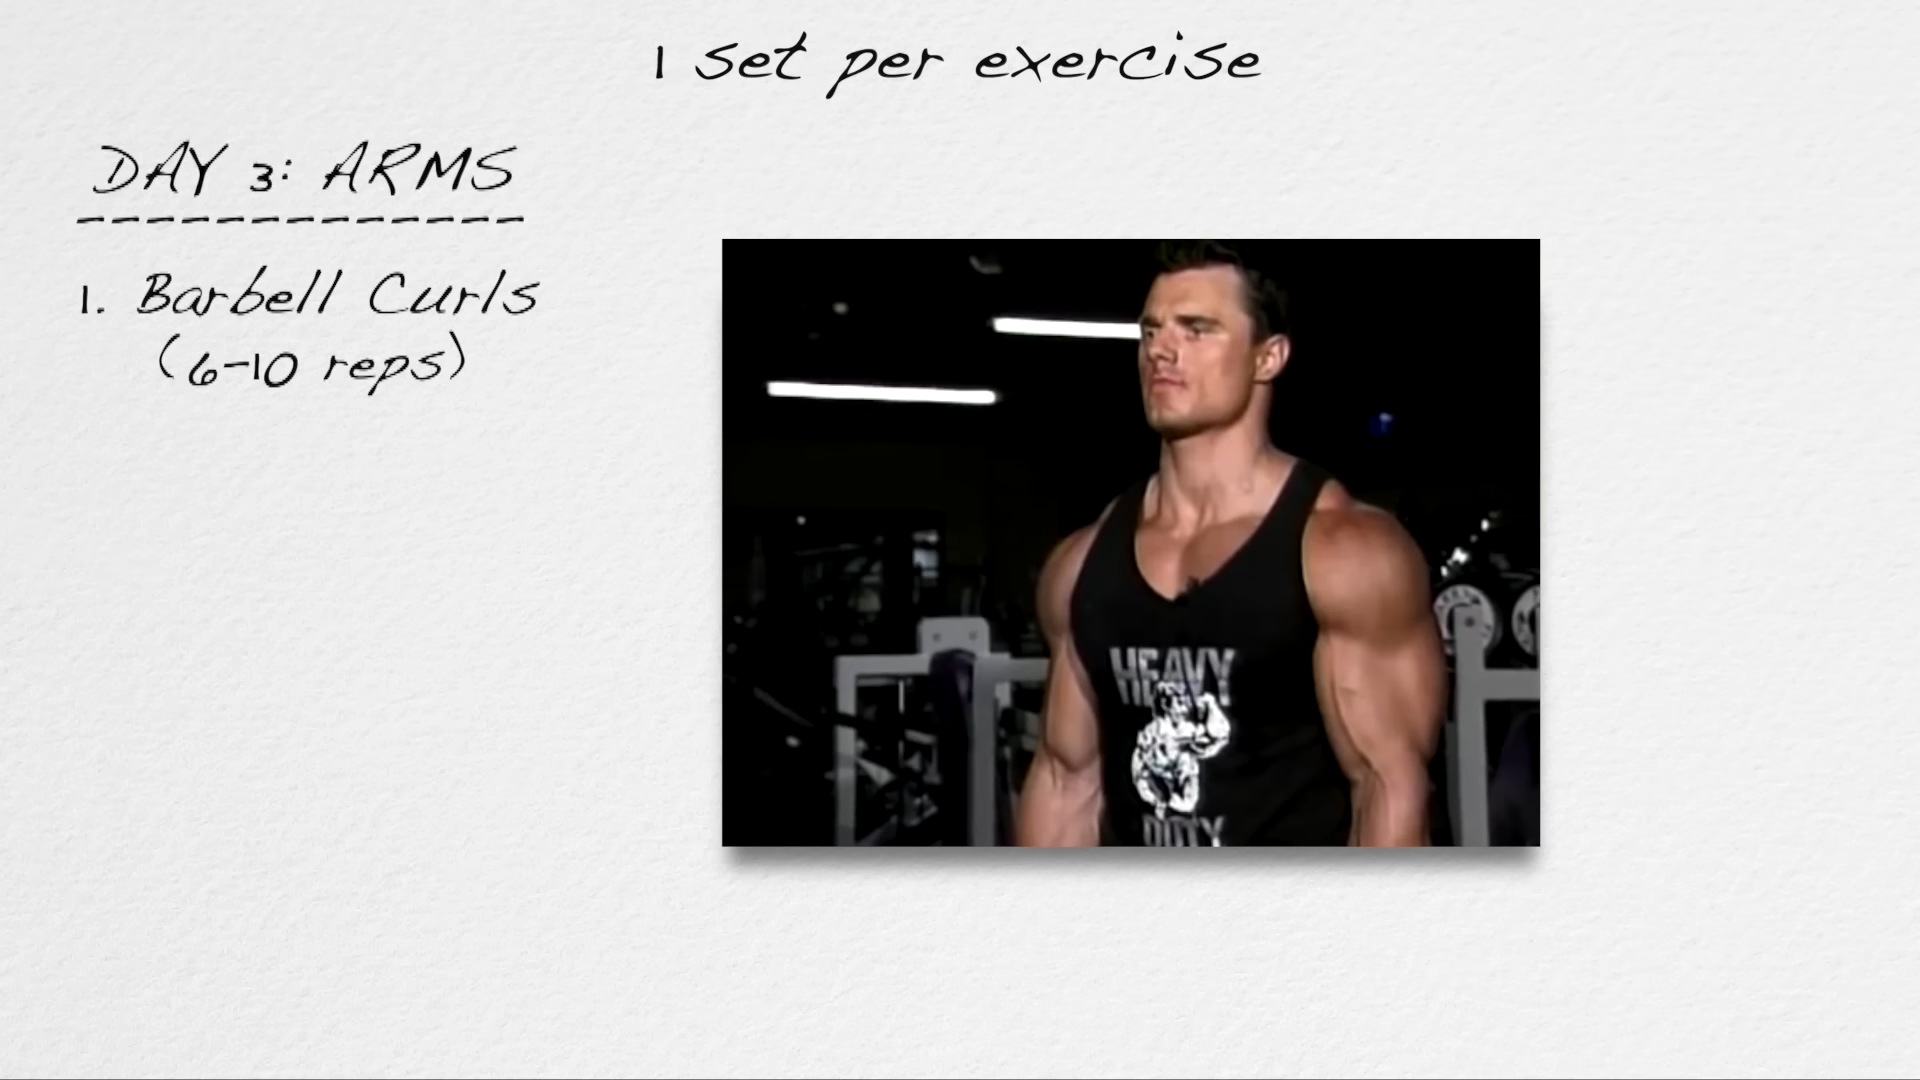 1 set per exercise
DAY 3: ARMS
-------------
1. Barbell Curls
(6-10 reps)
HEAVY
DUTY